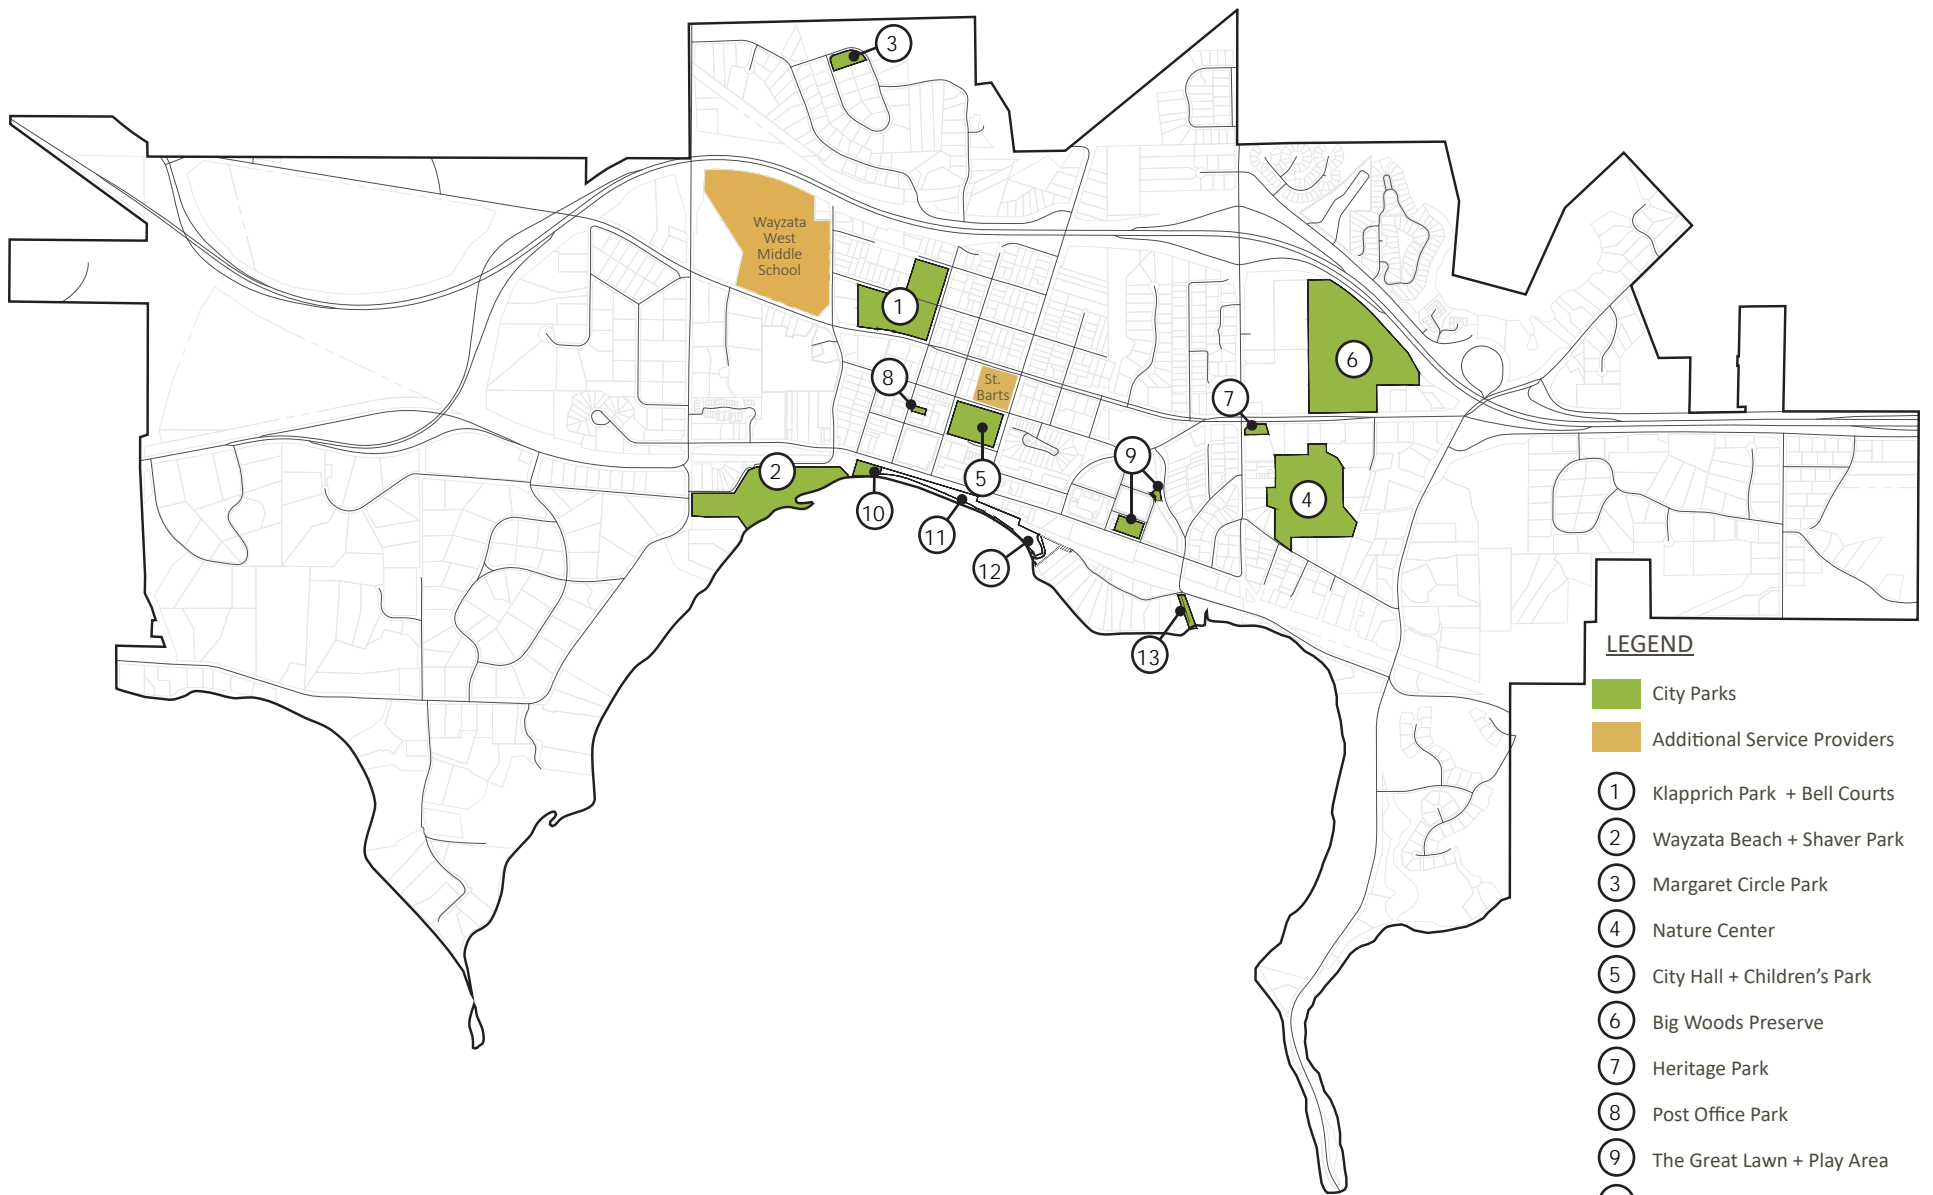 3
Wayzata
West
Middle
School
1
6
8
St.
Barts
7
9
2
5
4
10
11
12
13
LEGEND
City Parks
Additional Service Providers
1 Klapprich Park + Bell Courts
2 Wayzata Beach + Shaver Park
3 Margaret Circle Park
4 Nature Center
5 City Hall + Children's Park
6 Big Woods Preserve
7 Heritage Park
8 Post Office Park
9 The Great Lawn + Play Area